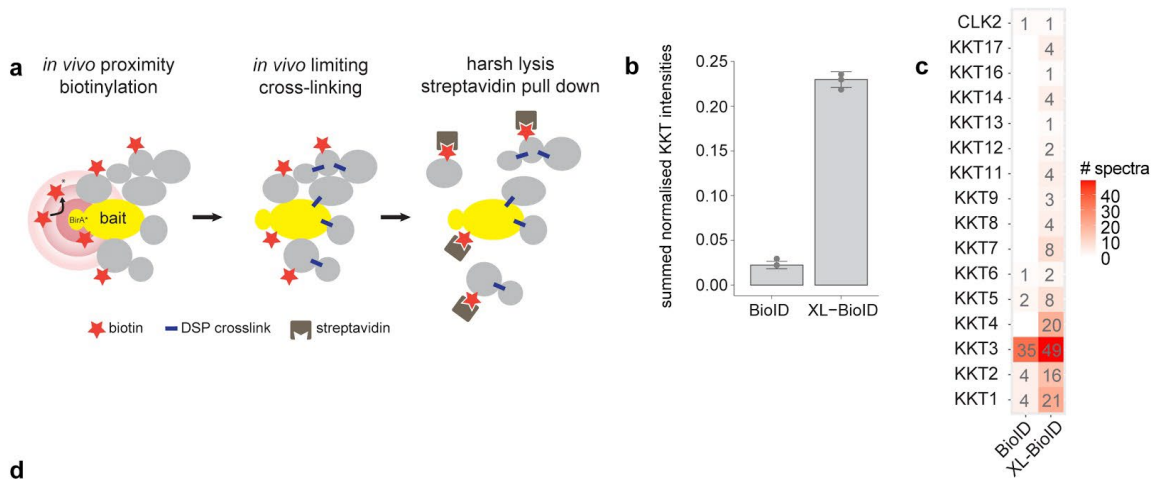 a
in vivo proximity
biotinylation
in vivo limiting
cross-linking
harsh lysis
streptavidin pull down
*
BirA*
bait
biotin
DSP crosslink
streptavidin
b
summed normalised KKT intensities
0.25
0.20
0.15
0.10
0.05
0.00
BioID
XL-BioID
c
CLK2 1 1
KKT17 4
KKT16 1
KKT14 4
KKT13 1
KKT12 2
KKT11 4
KKT9 3
KKT8 4
KKT7 8
KKT6 1 2
KKT5 2 8
KKT4 20
KKT3 35 49
KKT2 4 16
KKT1 4 21
BioID
XL-BioID
# spectra
40
30
20
10
0
d